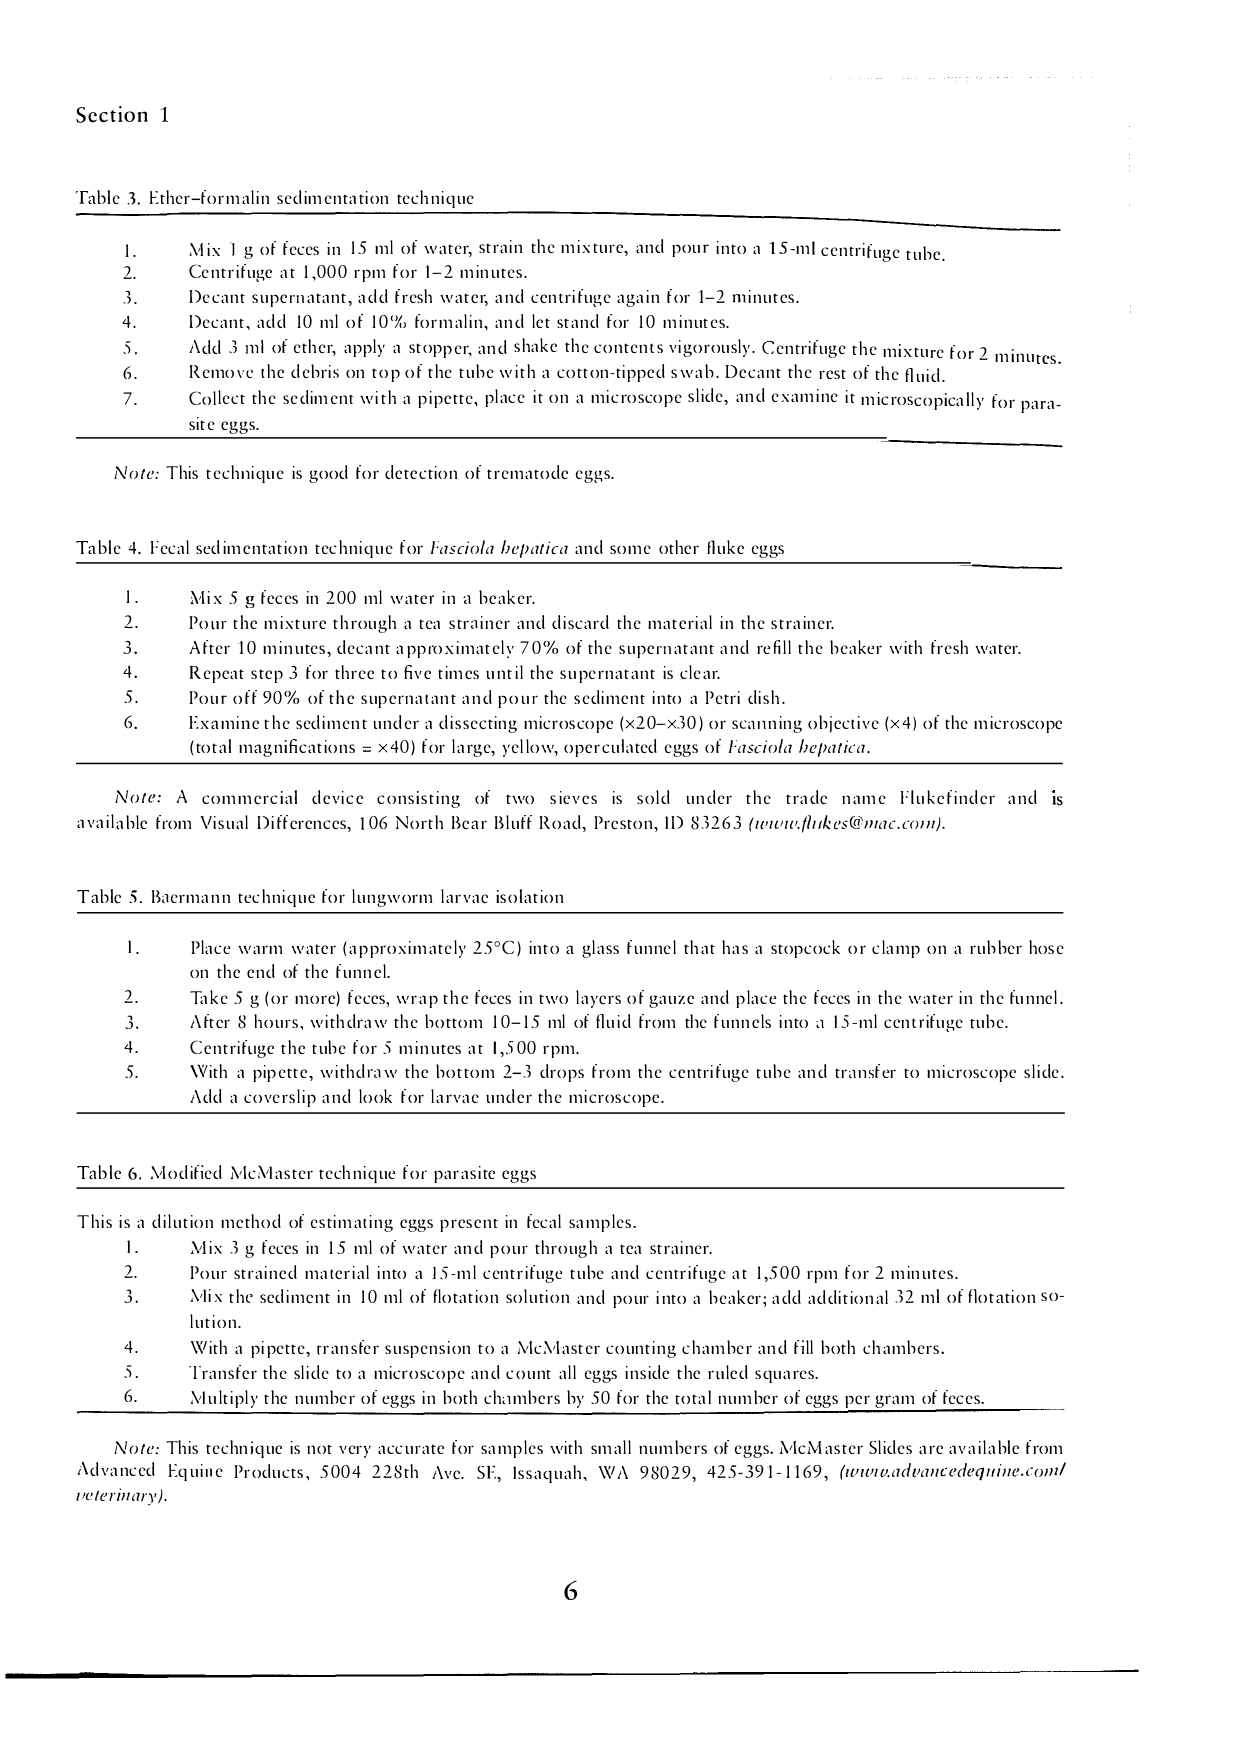 Section 1
Table 3. Ether–formalin sedimentation technique
1. Mix 1 g of feces in 15 ml of water, strain the mixture, and pour into a 15-ml centrifuge tube.
2. Centrifuge at 1,000 rpm for 1–2 minutes.
3. Decant supernatant, add fresh water, and centrifuge again for 1–2 minutes.
4. Decant, add 10 ml of 10% formalin, and let stand for 10 minutes.
5. Add 3 ml of ether, apply a stopper, and shake the contents vigorously. Centrifuge the mixture for 2 minutes.
6. Remove the debris on top of the tube with a cotton-tipped swab. Decant the rest of the fluid.
7. Collect the sediment with a pipette, place it on a microscope slide, and examine it microscopically for para-
site eggs.
Note: This technique is good for detection of trematode eggs.
Table 4. Fecal sedimentation technique for Fasciola hepatica and some other fluke eggs
1. Mix 5 g feces in 200 ml water in a beaker.
2. Pour the mixture through a tea strainer and discard the material in the strainer.
3. After 10 minutes, decant approximately 70% of the supernatant and refill the beaker with fresh water.
4. Repeat step 3 for three to five times until the supernatant is clear.
5. Pour off 90% of the supernatant and pour the sediment into a Petri dish.
6. Examine the sediment under a dissecting microscope (×20–×30) or scanning objective (×4) of the microscope
(total magnifications = ×40) for large, yellow, operculated eggs of Fasciola hepatica.
Note: A commercial device consisting of two sieves is sold under the trade name Flukefinder and is
available from Visual Differences, 106 North Bear Bluff Road, Preston, ID 83263 (www.flukes@mac.com).
Table 5. Baermann technique for lungworm larvae isolation
1. Place warm water (approximately 25°C) into a glass funnel that has a stopcock or clamp on a rubber hose
on the end of the funnel.
2. Take 5 g (or more) feces, wrap the feces in two layers of gauze and place the feces in the water in the funnel.
3. After 8 hours, withdraw the bottom 10–15 ml of fluid from the funnels into a 15-ml centrifuge tube.
4. Centrifuge the tube for 5 minutes at 1,500 rpm.
5. With a pipette, withdraw the bottom 2–3 drops from the centrifuge tube and transfer to microscope slide.
Add a coverslip and look for larvae under the microscope.
Table 6. Modified McMaster technique for parasite eggs
This is a dilution method of estimating eggs present in fecal samples.
1. Mix 3 g feces in 15 ml of water and pour through a tea strainer.
2. Pour strained material into a 15-ml centrifuge tube and centrifuge at 1,500 rpm for 2 minutes.
3. Mix the sediment in 10 ml of flotation solution and pour into a beaker; add additional 32 ml of flotation so-
lution.
4. With a pipette, transfer suspension to a McMaster counting chamber and fill both chambers.
5. Transfer the slide to a microscope and count all eggs inside the ruled squares.
6. Multiply the number of eggs in both chambers by 50 for the total number of eggs per gram of feces.
Note: This technique is not very accurate for samples with small numbers of eggs. McMaster Slides are available from
Advanced Equine Products, 5004 228th Ave. SE, Issaquah, WA 98029, 425-391-1169, (www.advancedequine.com/
veterinary).
6